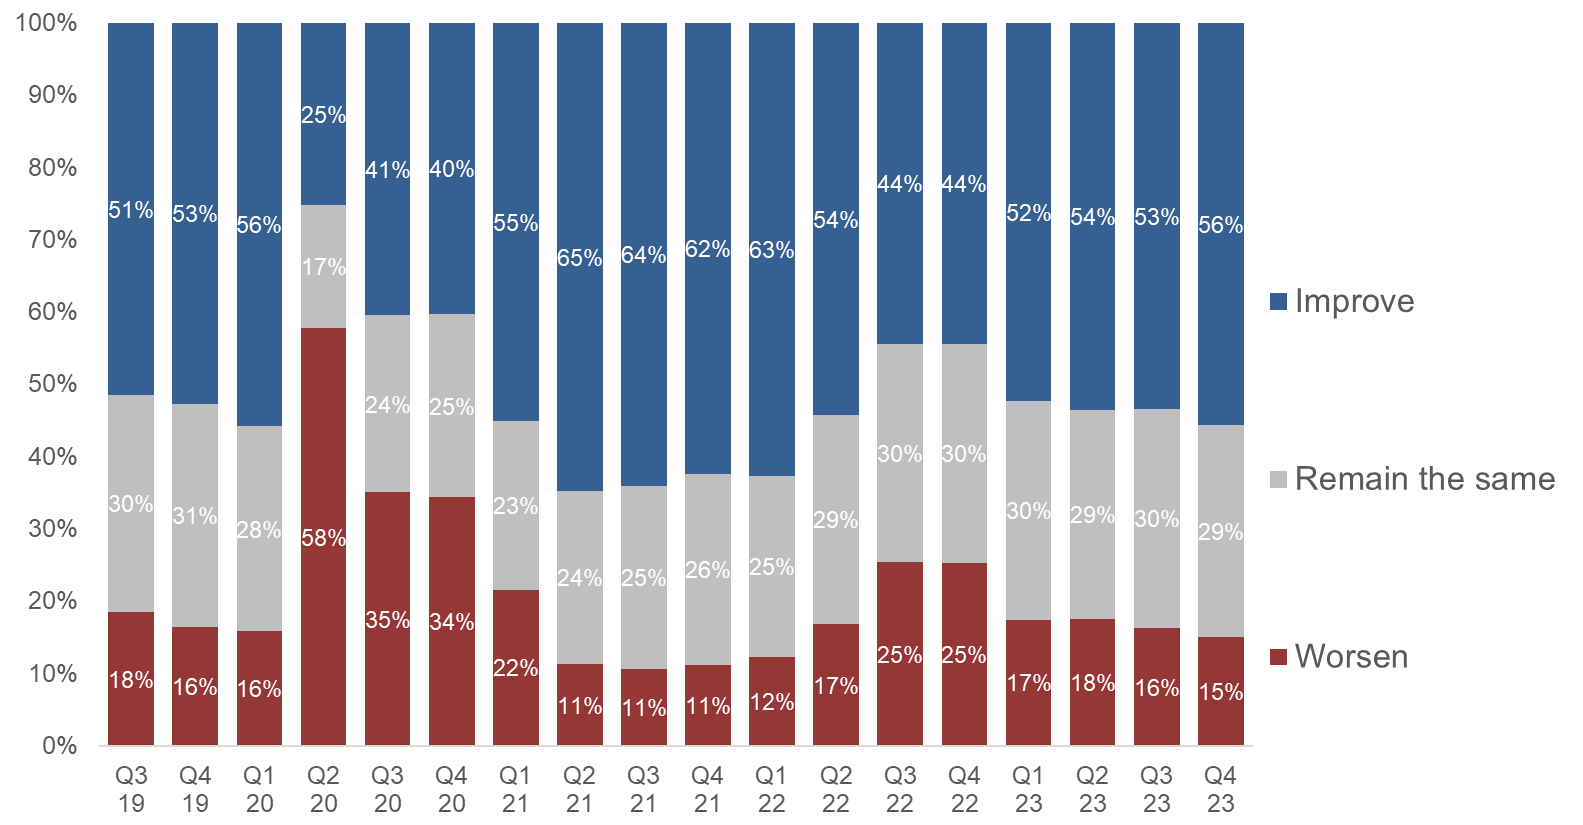 100%
90%
80%
70%
60%
50%
40%
30%
20%
10%
0%
51% 53% 56% 25% 41% 40% 55% 65% 64% 62% 63% 54% 44% 44% 52% 54% 53% 56%
30% 31% 28% 17% 24% 25% 23% 24% 25% 26% 25% 29% 30% 30% 30% 29% 30% 29%
18% 16% 16% 58% 35% 34% 22% 11% 11% 11% 12% 17% 25% 25% 17% 18% 16% 15%
Q3 Q4 Q1 Q2 Q3 Q4 Q1 Q2 Q3 Q4 Q1 Q2 Q3 Q4 Q1 Q2 Q3 Q4
19 19 20 20 20 20 21 21 21 21 22 22 22 22 23 23 23 23
Improve
Remain the same
Worsen